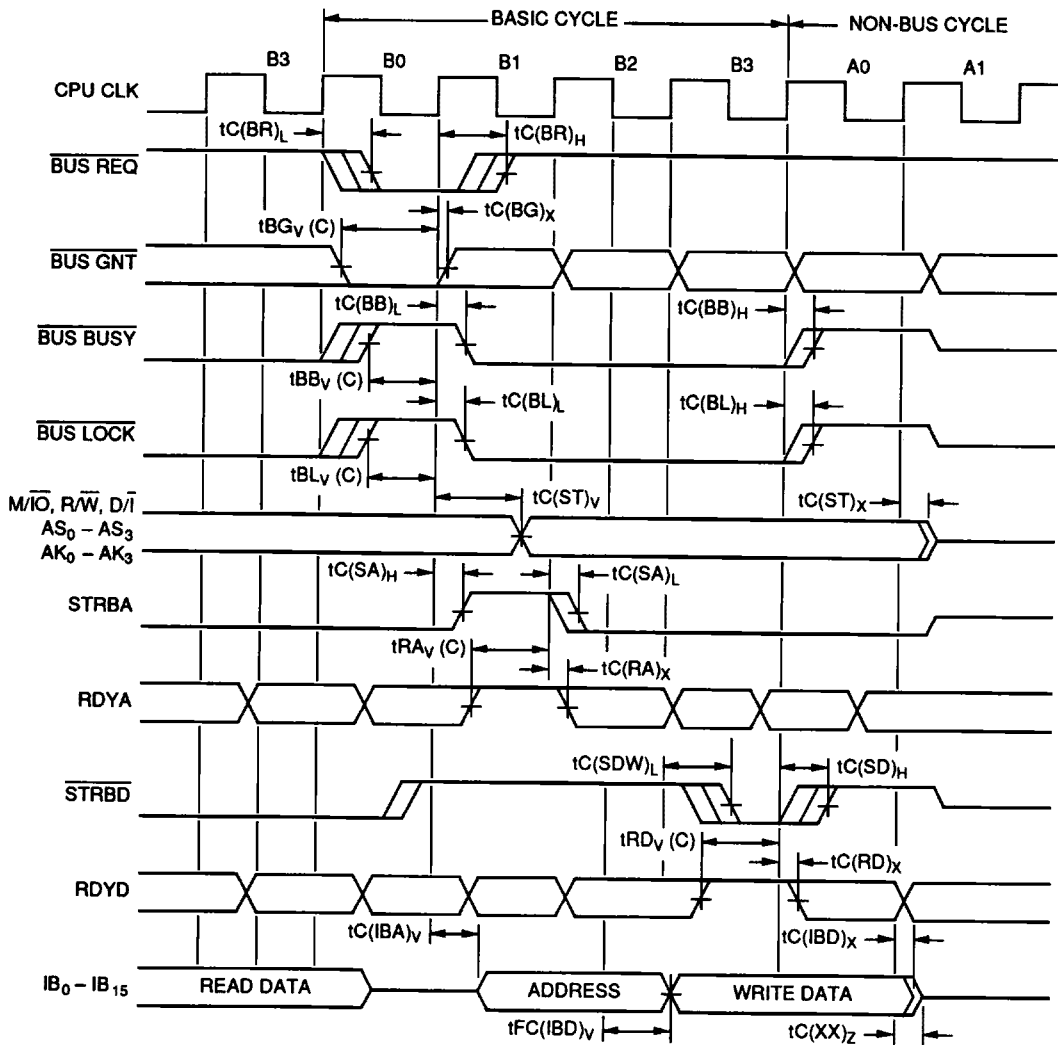 BASIC CYCLE NON-BUS CYCLE
B3 B0 B1 B2 B3 A0 A1
CPU CLK
tC(BR)L tC(BR)H
BUS REQ
tC(BG)X
tBGV (C)
BUS GNT
tC(BB)L tC(BB)H
BUS BUSY
tBBV (C)
tC(BL)L tC(BL)H
BUS LOCK
tBLV (C)
M/IO, R/W, D/I
tC(ST)V tC(ST)X
AS0 – AS3
AK0 – AK3
tC(SA)H tC(SA)L
STRBA
tRAV (C)
tC(RA)X
RDYA
tC(SDW)L tC(SD)H
STRBD
tRDV (C)
tC(RD)X
RDYD
tC(IBA)V tC(IBD)X
IB0 – IB15 READ DATA ADDRESS WRITE DATA
tFC(IBD)V tC(XX)Z